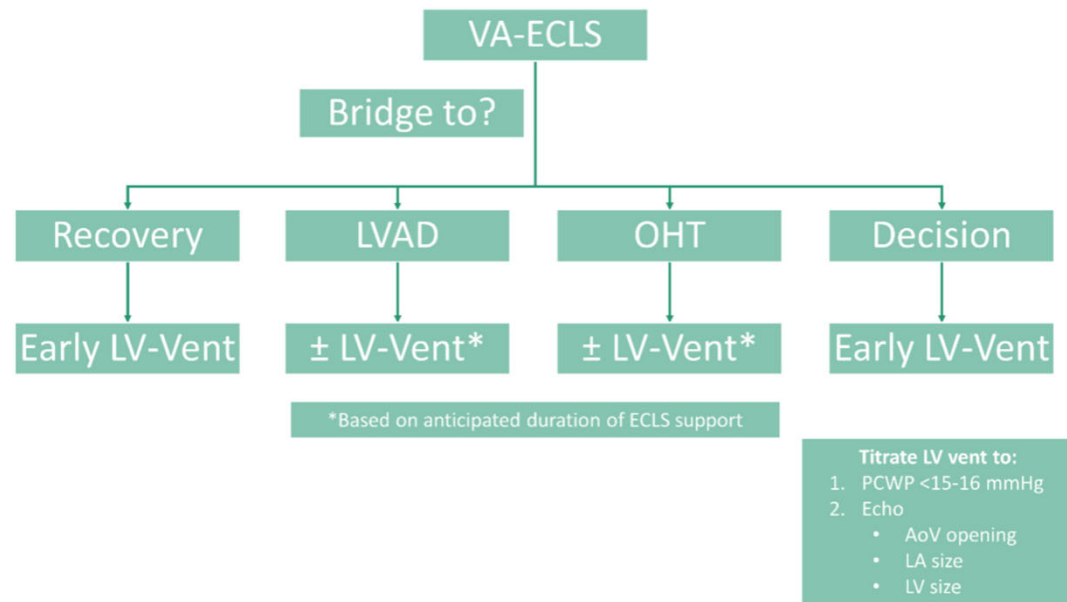 VA-ECLS
Bridge to?
Recovery
LVAD
OHT
Decision
Early LV-Vent
± LV-Vent*
± LV-Vent*
Early LV-Vent
*Based on anticipated duration of ECLS support
Titrate LV vent to:
1. PCWP <15-16 mmHg
2. Echo
• AoV opening
• LA size
• LV size